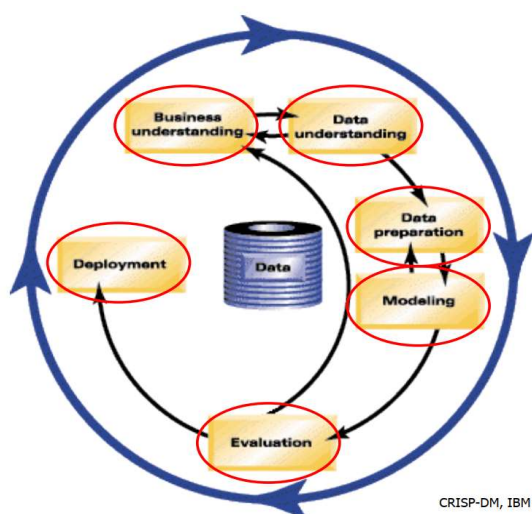 Business
understanding
Data
understanding
Data
preparation
Modeling
Deployment
Data
Evaluation
CRISP-DM, IBM